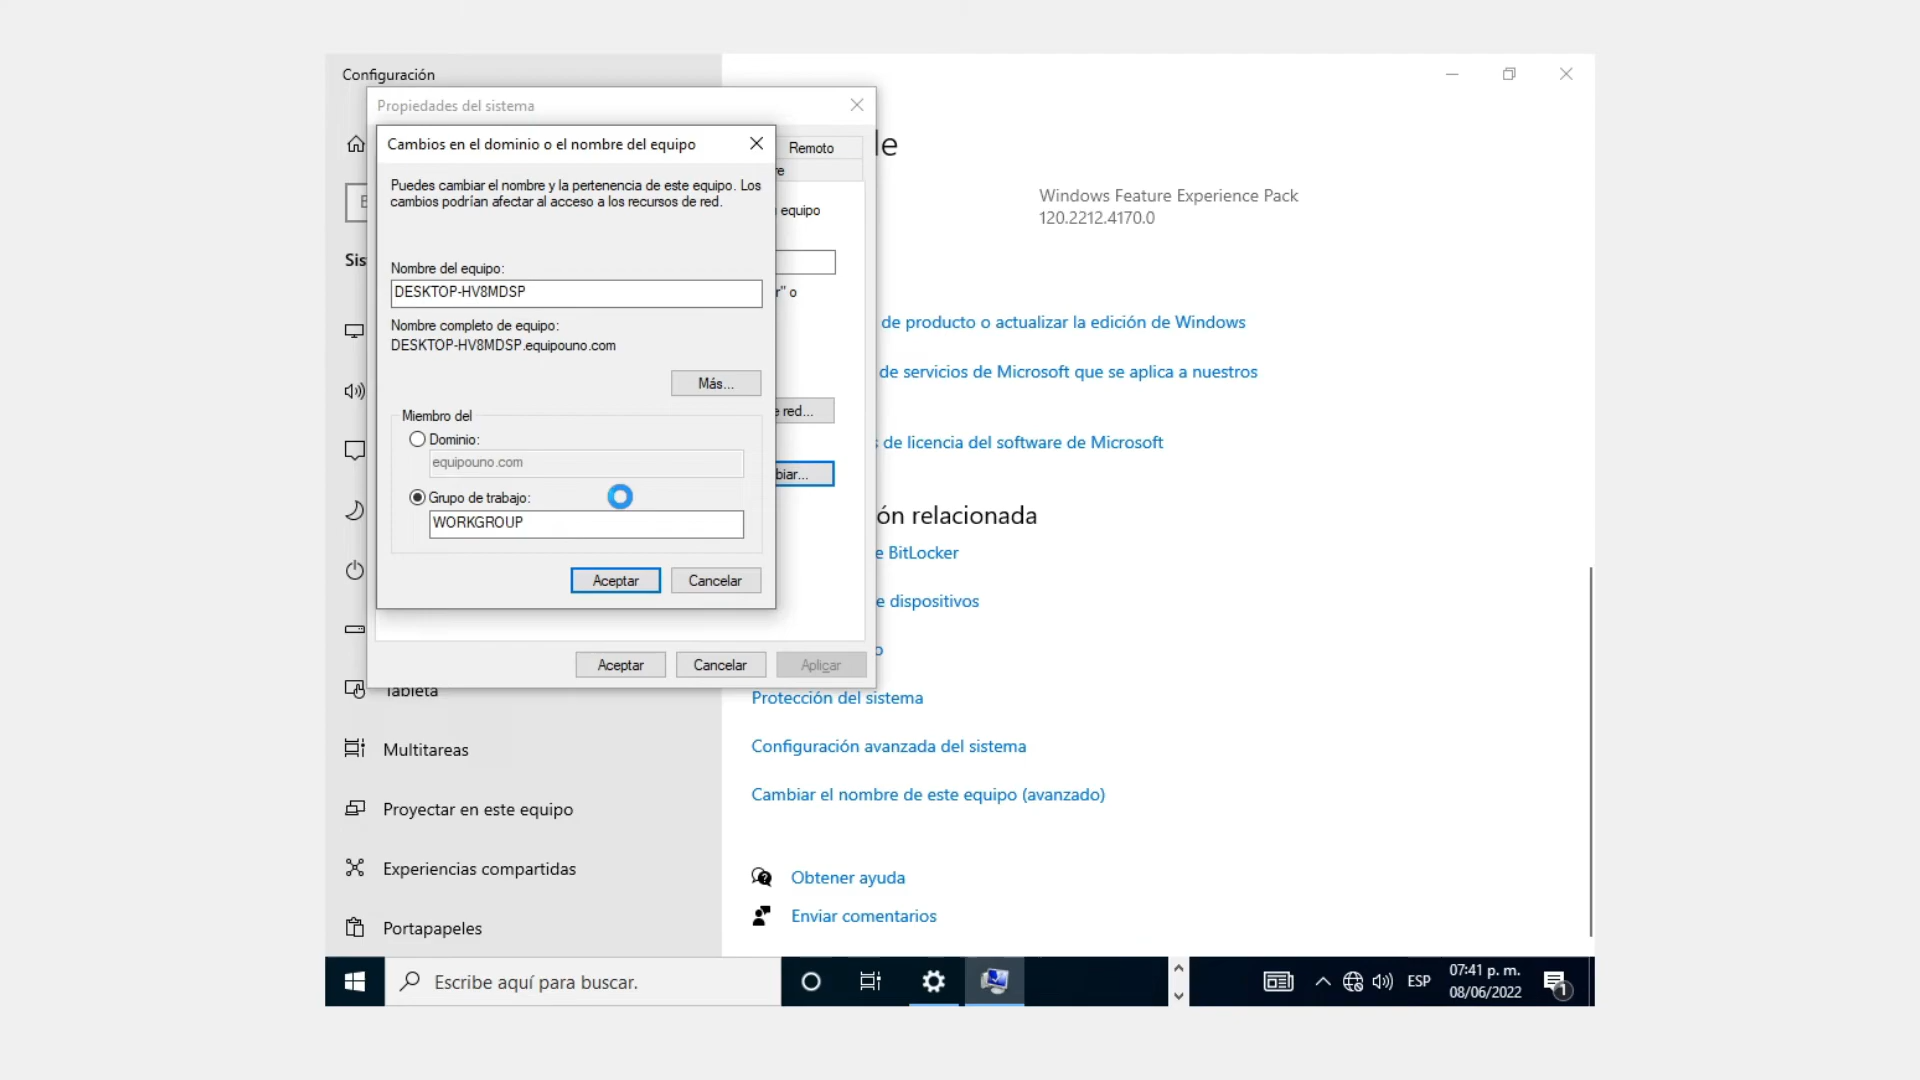 Configuración
Propiedades del sistema
Cambios en el dominio o el nombre del equipo
Remoto
Puedes cambiar el nombre y la pertenencia de este equipo. Los
cambios podrían afectar al acceso a los recursos de red.
equipo
Nombre del equipo:
DESKTOP-HV8MDSP
r" o
Nombre completo de equipo:
DESKTOP-HV8MDSP.equipouno.com
Más...
e red...
Miembro del
Dominio:
equipouno.com
biar...
Grupo de trabajo:
WORKGROUP
Aceptar
Cancelar
Aceptar
Cancelar
Aplicar
Sis
Tableta
Multitareas
Proyectar en este equipo
Experiencias compartidas
Portapapeles
le
Windows Feature Experience Pack
120.2212.4170.0
de producto o actualizar la edición de Windows
de servicios de Microsoft que se aplica a nuestros
de licencia del software de Microsoft
ón relacionada
e BitLocker
e dispositivos
o
Protección del sistema
Configuración avanzada del sistema
Cambiar el nombre de este equipo (avanzado)
Obtener ayuda
Enviar comentarios
Escribe aquí para buscar.
ESP
07:41 p. m.
08/06/2022
1